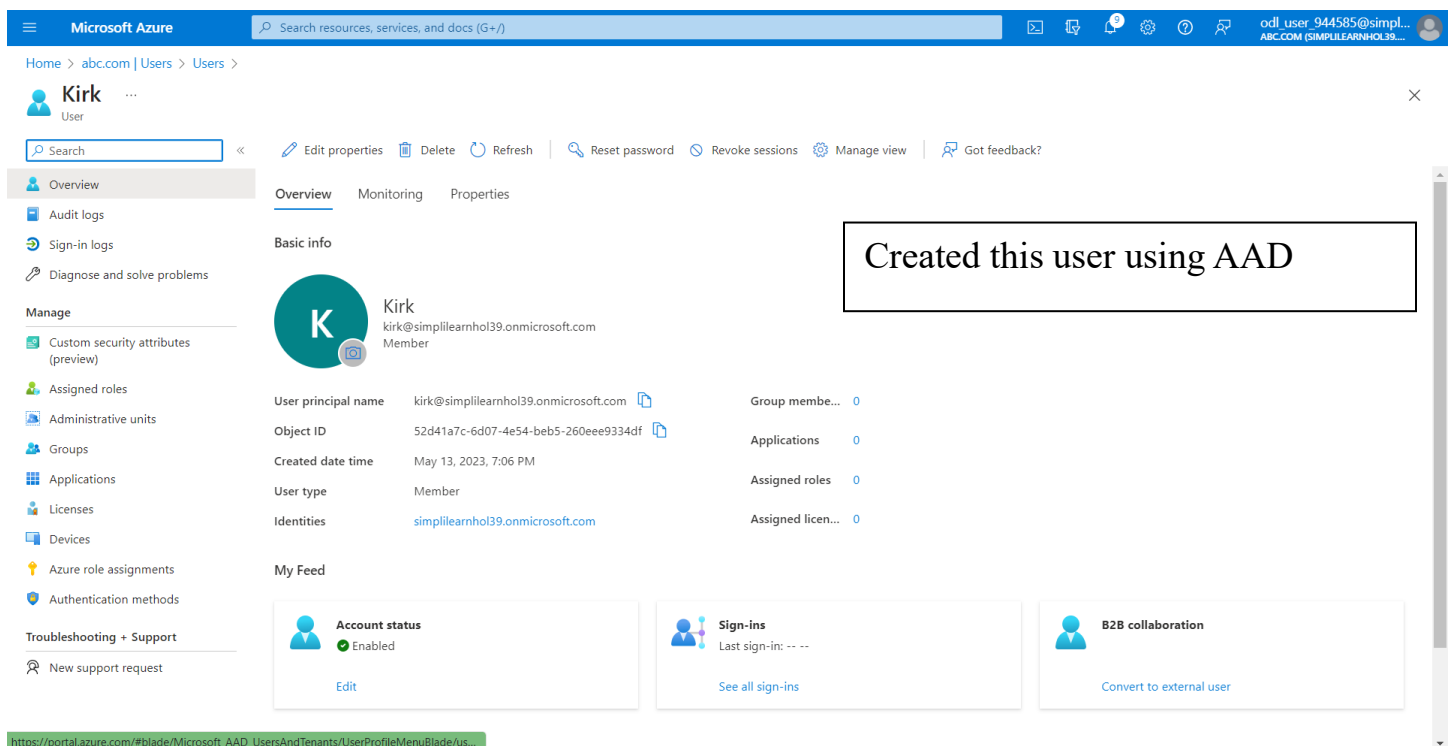 Microsoft Azure
Search resources, services, and docs (G+/)
9
odl_user_944585@simpl...
ABC.COM (SIMPLILEARNHOL39....
Home > abc.com | Users > Users >
Kirk ...
User
Search
«
Edit properties Delete Refresh Reset password Revoke sessions Manage view Got feedback?
Overview
Audit logs
Sign-in logs
Diagnose and solve problems
Manage
Custom security attributes
(preview)
Assigned roles
Administrative units
Groups
Applications
Licenses
Devices
Azure role assignments
Authentication methods
Troubleshooting + Support
New support request
Overview Monitoring Properties
Basic info
Created this user using AAD
K
Kirk
kirk@simplilearnhol39.onmicrosoft.com
Member
User principal name kirk@simplilearnhol39.onmicrosoft.com
Object ID 52d41a7c-6d07-4e54-beb5-260eee9334df
Created date time May 13, 2023, 7:06 PM
User type Member
Identities simplilearnhol39.onmicrosoft.com
Group membe... 0
Applications 0
Assigned roles 0
Assigned licen... 0
My Feed
Account status
Enabled
Edit
Sign-ins
Last sign-in: -- --
See all sign-ins
B2B collaboration
Convert to external user
https://portal.azure.com/#blade/Microsoft_AAD_UsersAndTenants/UserProfileMenuBlade/us...